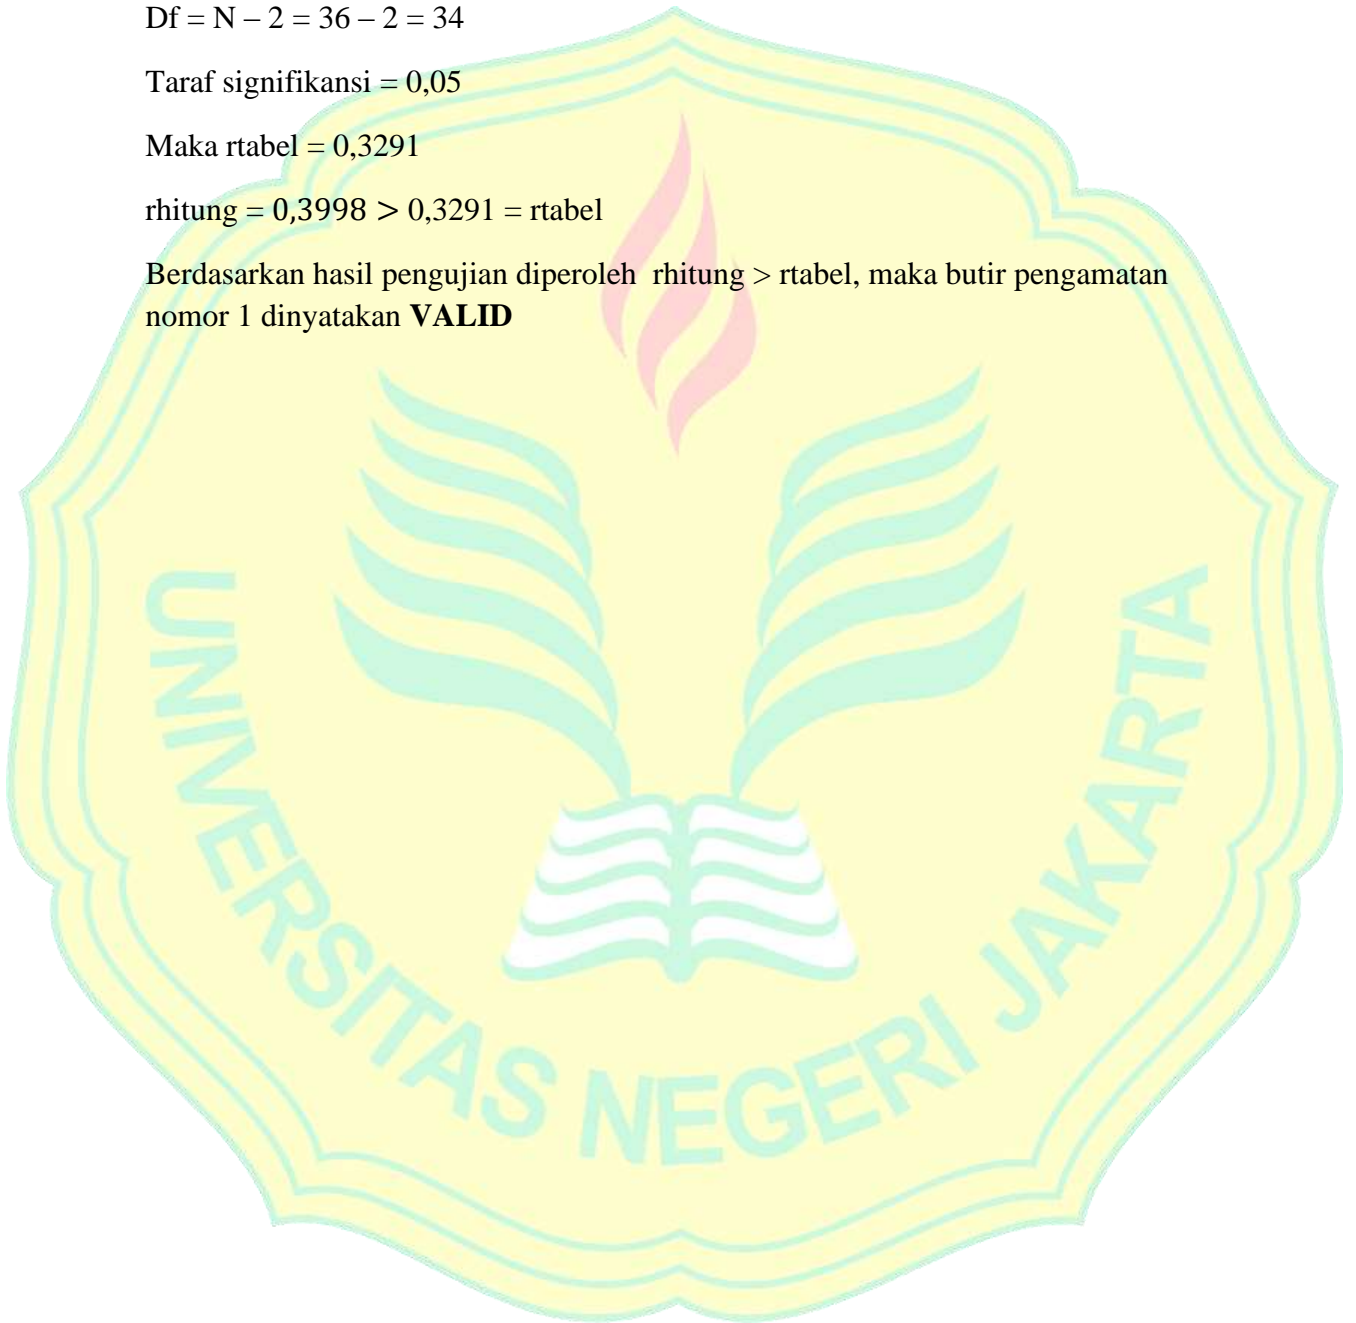 Df = N – 2 = 36 – 2 = 34
Taraf signifikansi = 0,05
Maka rtabel = 0,3291
rhitung = 0,3998 > 0,3291 = rtabel
Berdasarkan hasil pengujian diperoleh  rhitung > rtabel, maka butir pengamatan
nomor 1 dinyatakan VALID
UNIVERSITAS NEGERI JAKARTA